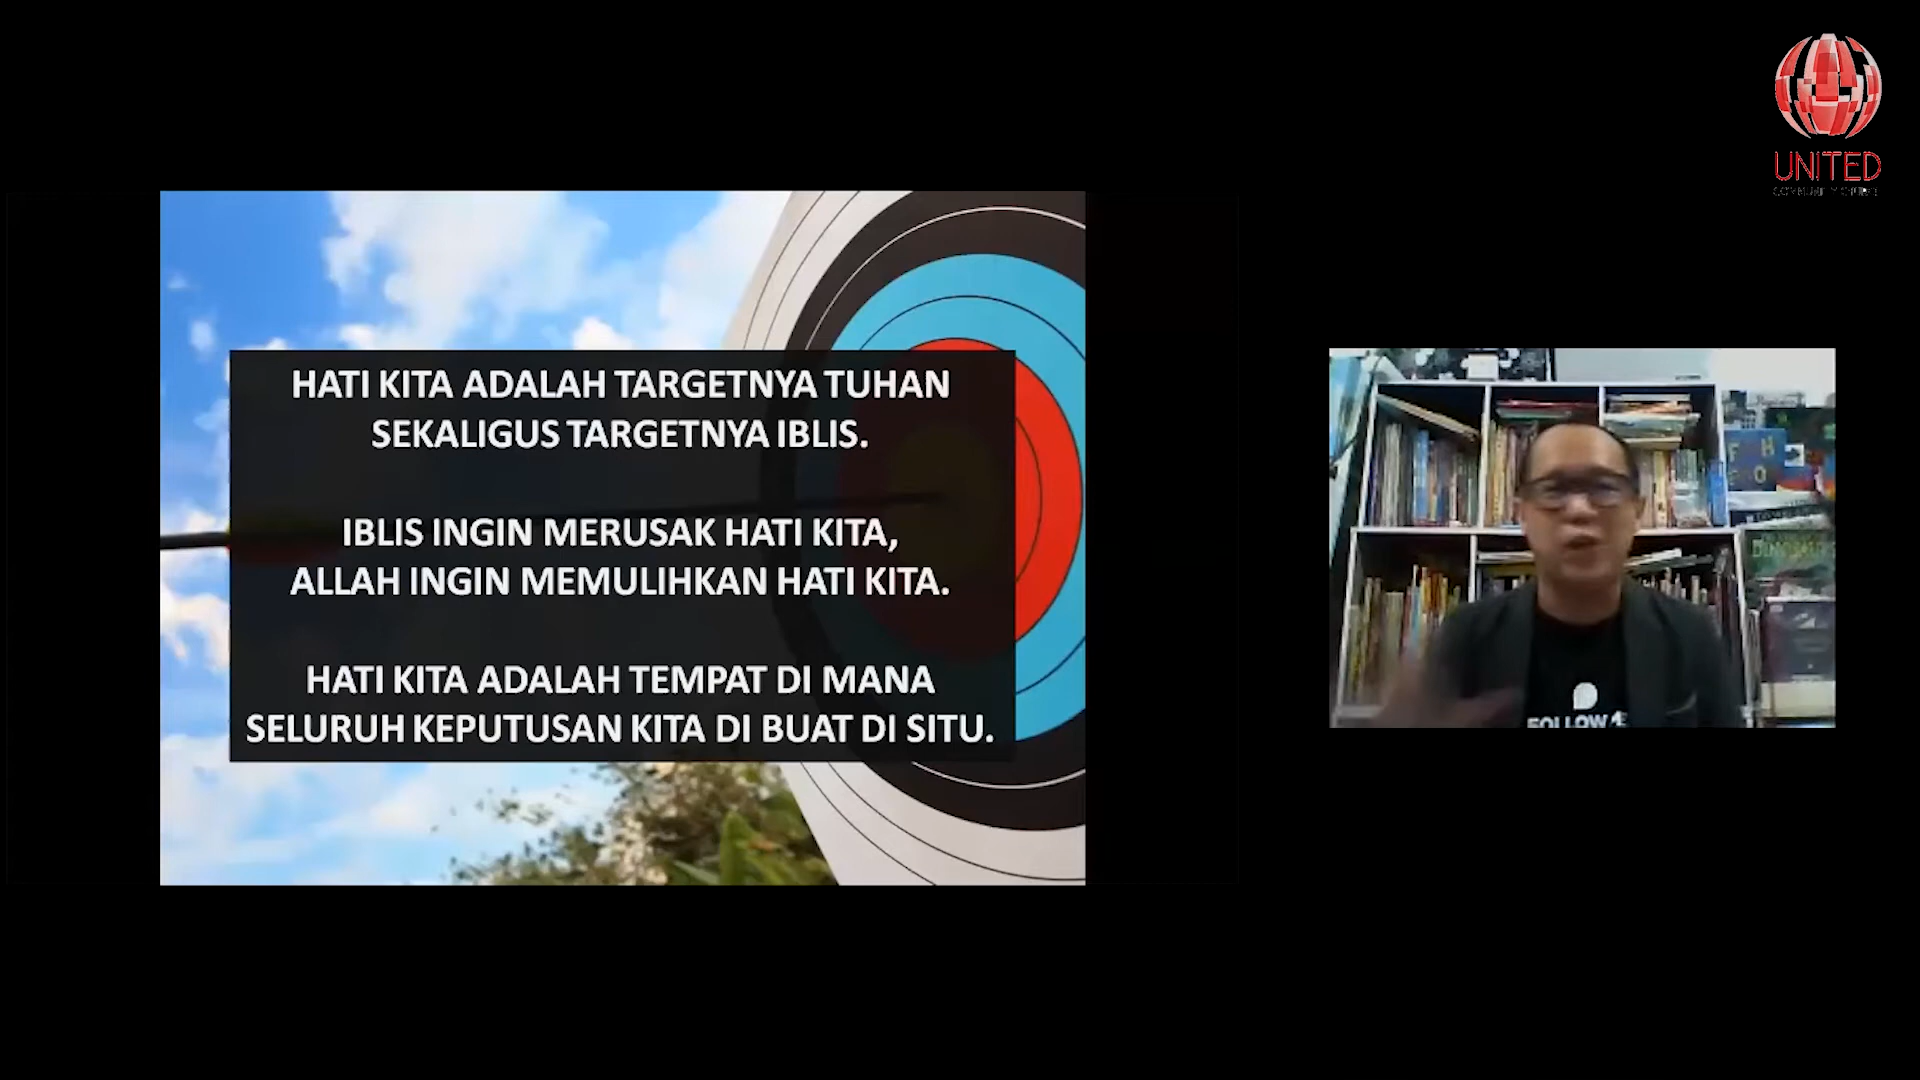 HATI KITA ADALAH TARGETNYA TUHAN
SEKALIGUS TARGETNYA IBLIS.
IBLIS INGIN MERUSAK HATI KITA,
ALLAH INGIN MEMULIHKAN HATI KITA.
HATI KITA ADALAH TEMPAT DI MANA
SELURUH KEPUTUSAN KITA DI BUAT DI SITU.
UNITED
FOLLOW